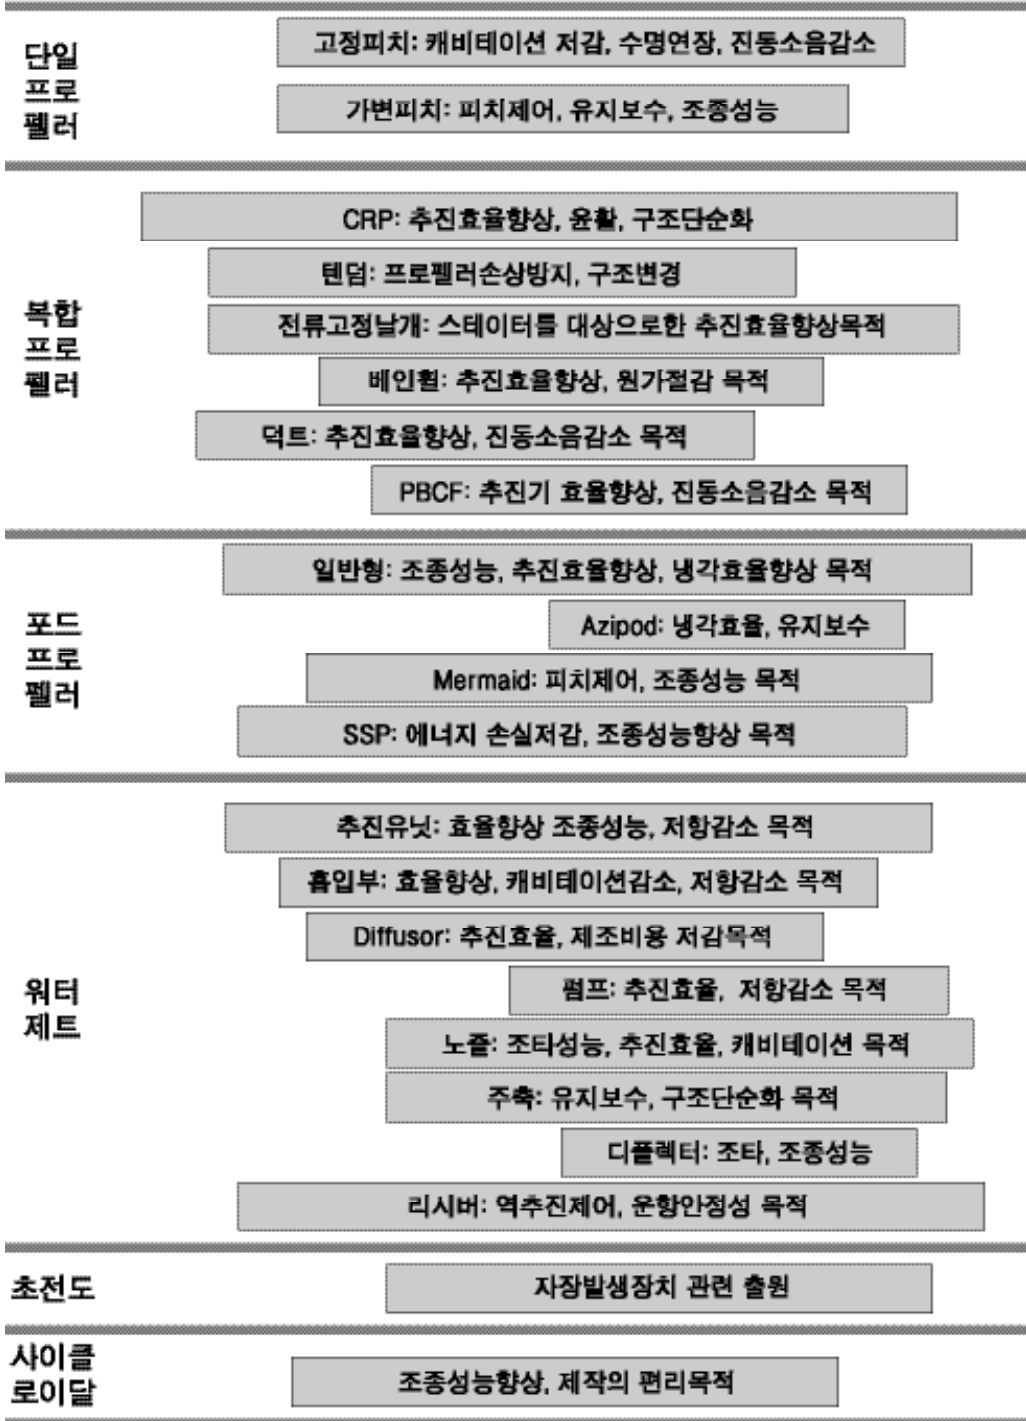 단일
프로
펠러
고정피치: 캐비테이션 저감, 수명연장, 진동소음감소
가변피치: 피치제어, 유지보수, 조종성능
복합
프로
펠러
CRP: 추진효율향상, 윤활, 구조단순화
텐덤: 프로펠러손상방지, 구조변경
전류고정날개: 스테이터를 대상으로한 추진효율향상목적
베인휠: 추진효율향상, 원가절감 목적
덕트: 추진효율향상, 진동소음감소 목적
PBCF: 추진기 효율향상, 진동소음감소 목적
포드
프로
펠러
일반형: 조종성능, 추진효율향상, 냉각효율향상 목적
Azipod: 냉각효율, 유지보수
Mermaid: 피치제어, 조종성능 목적
SSP: 에너지 손실저감, 조종성능향상 목적
워터
제트
추진유닛: 효율향상 조종성능, 저항감소 목적
흡입부: 효율향상, 캐비테이션감소, 저항감소 목적
Diffusor: 추진효율, 제조비용 저감목적
펌프: 추진효율, 저항감소 목적
노즐: 조타성능, 추진효율, 캐비테이션 목적
주축: 유지보수, 구조단순화 목적
디플렉터: 조타, 조종성능
리시버: 역추진제어, 운항안정성 목적
초전도
자장발생장치 관련 출원
사이클
로이달
조종성능향상, 제작의 편리목적